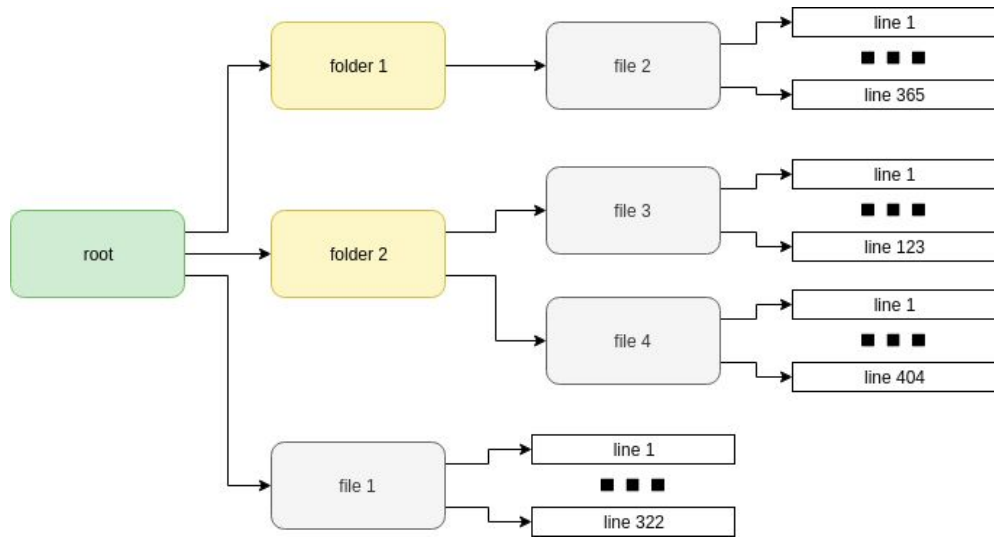 root
folder 1
file 2
line 1
line 365
folder 2
file 3
line 1
line 123
file 4
line 1
line 404
file 1
line 1
line 322